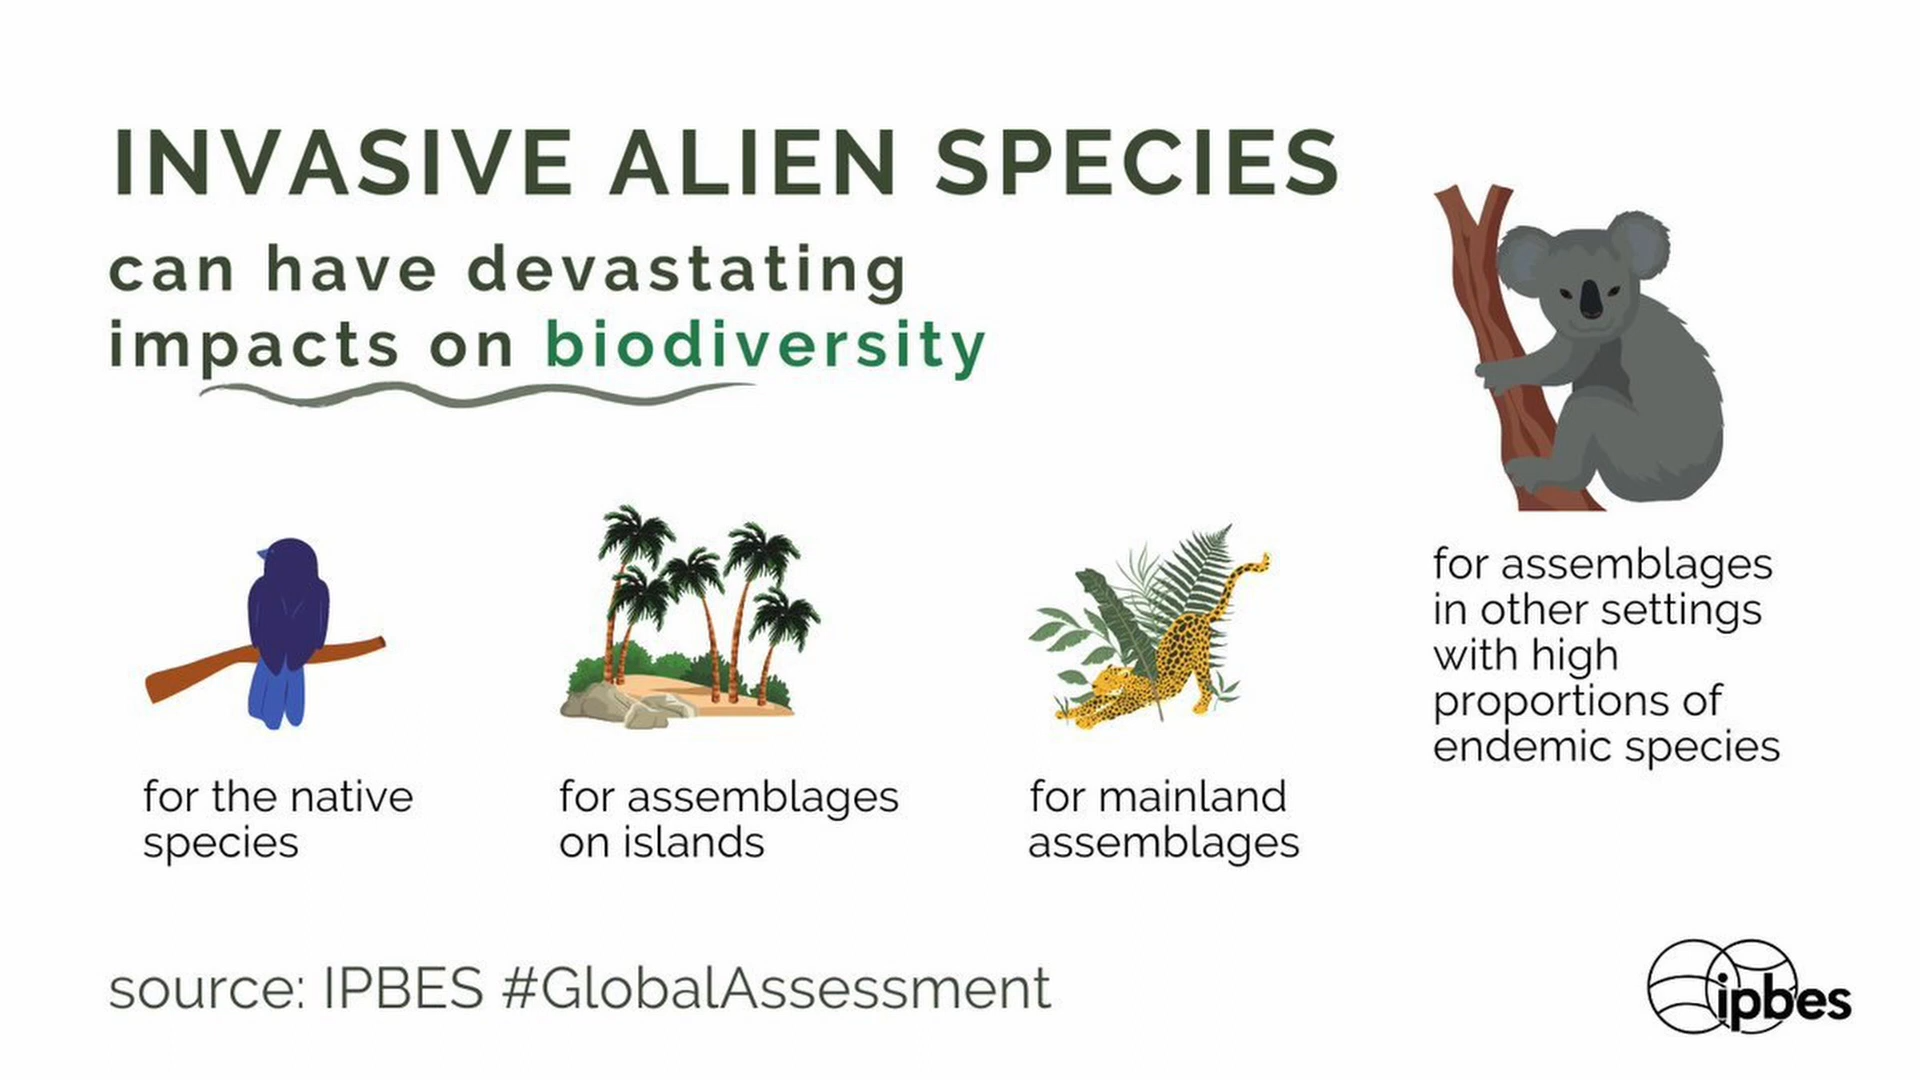 INVASIVE ALIEN SPECIES
can have devastating
impacts on biodiversity
for the native
species
for assemblages
on islands
for mainland
assemblages
for assemblages
in other settings
with high
proportions of
endemic species
source: IPBES #GlobalAssessment
ipbes